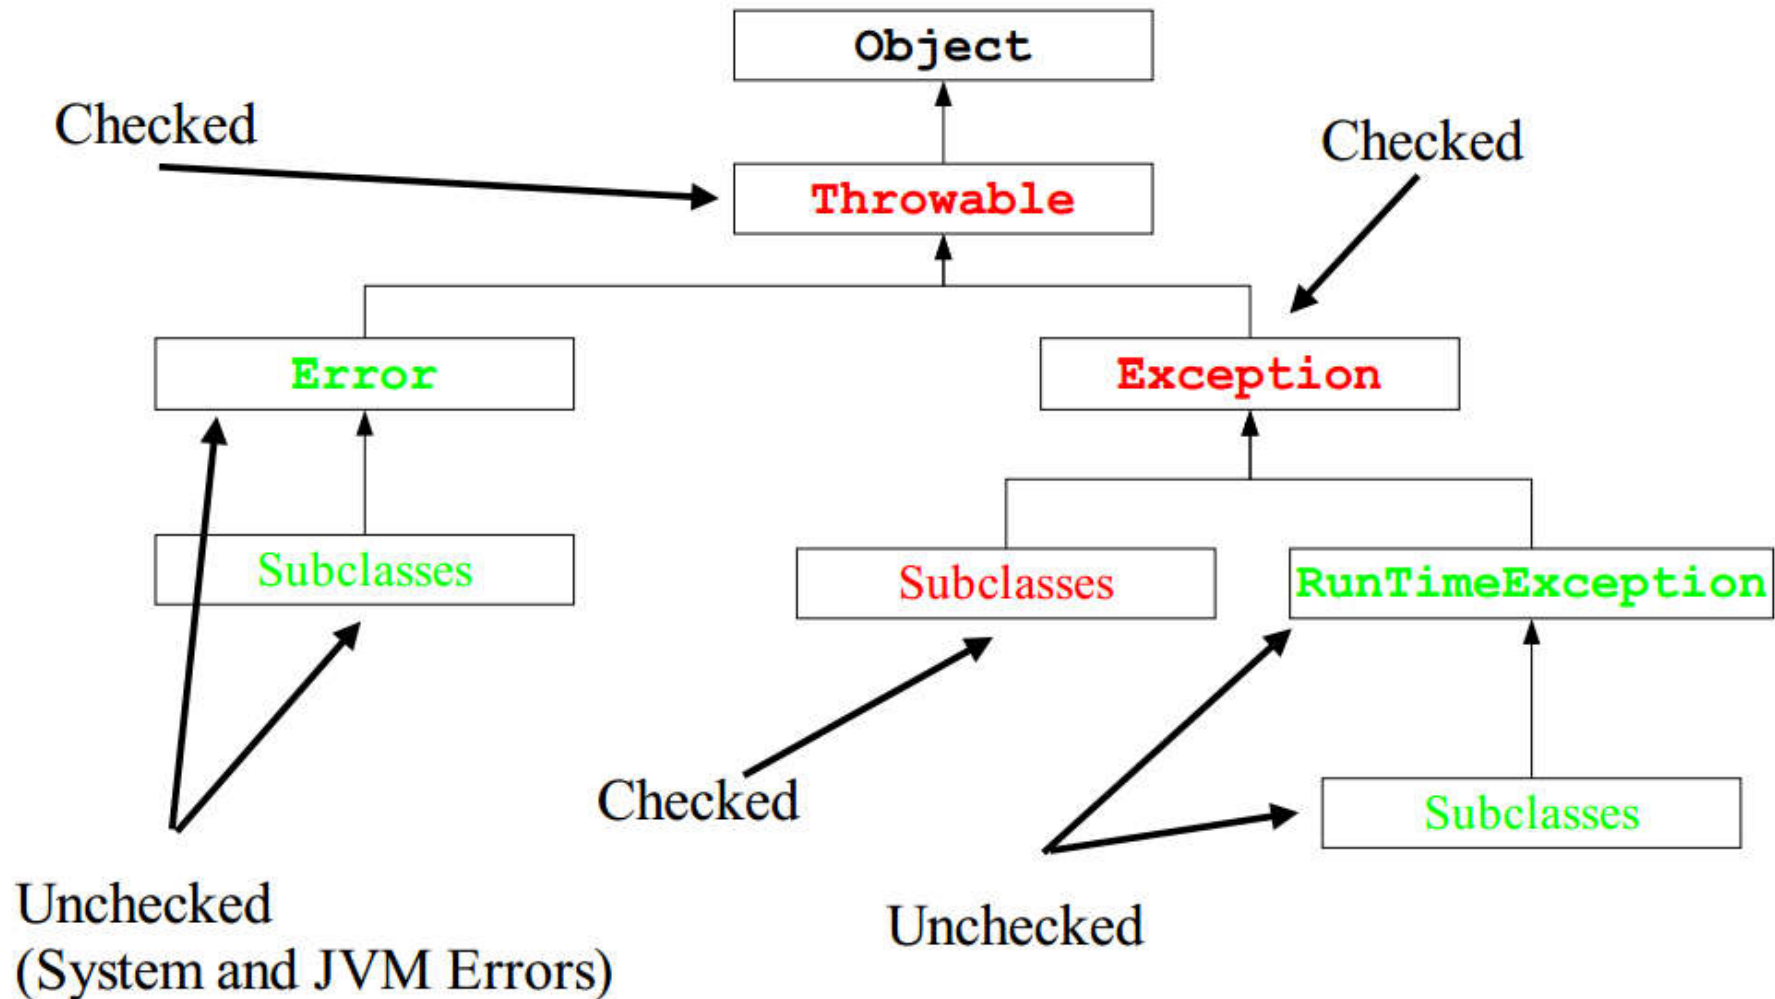 Object
Checked
Checked
Throwable
Error
Exception
Subclasses
Subclasses
RunTimeException
Checked
Subclasses
Unchecked
(System and JVM Errors)
Unchecked